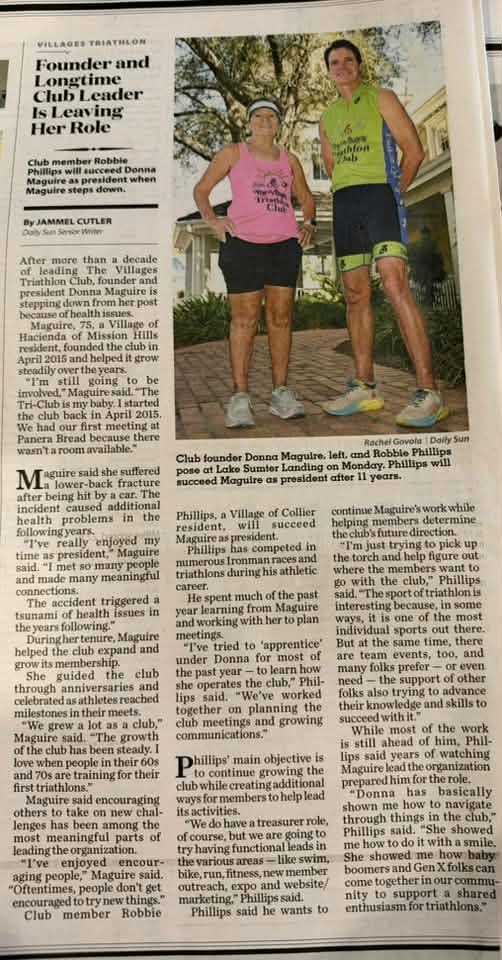 VILLAGES TRIATHLON
Founder and
Longtime
Club Leader
Is Leaving
Her Role
Club member Robbie
Phillips will succeed Donna
Maguire as president when
Maguire steps down.
By JAMMEL CUTLER
Daily Sun Senior Writer
After more than a decade
of leading The Villages
Triathlon Club, founder and
president Donna Maguire is
stepping down from her post
because of health issues.
Maguire, 75, a Village of
Hacienda of Mission Hills
resident, founded the club in
April 2015 and helped it grow
steadily over the years.
“I’m still going to be
involved,” Maguire said. “The
Tri-Club is my baby. I started
the club back in April 2015.
We had our first meeting at
Panera Bread because there
wasn’t a room available.”
Maguire said she suffered
a lower-back fracture
after being hit by a car. The
incident caused additional
health problems in the
following years.
“I’ve really enjoyed my
time as president,” Maguire
said. “I met so many people
and made many meaningful
connections.
The accident triggered a
tsunami of health issues in
the years following.”
During her tenure, Maguire
helped the club expand and
grow its membership.
She guided the club
through anniversaries and
celebrated as athletes reached
milestones in their meets.
“We grew a lot as a club,”
Maguire said. “The growth
of the club has been steady. I
love when people in their 60s
and 70s are training for their
first triathlons.”
Maguire said encouraging
others to take on new chal-
lenges has been among the
most meaningful parts of
leading the organization.
“I’ve enjoyed encour-
aging people,” Maguire said.
“Oftentimes, people don’t get
encouraged to try new things.”
Club member Robbie
Triathlon
Club
Triathlon
Club
Rachel Govola | Daily Sun
Club founder Donna Maguire, left, and Robbie Phillips
pose at Lake Sumter Landing on Monday. Phillips will
succeed Maguire as president after 11 years.
Phillips, a Village of Collier
resident, will succeed
Maguire as president.
Phillips has competed in
numerous Ironman races and
triathlons during his athletic
career.
He spent much of the past
year learning from Maguire
and working with her to plan
meetings.
“I’ve tried to ‘apprentice’
under Donna for most of
the past year — to learn how
she operates the club,” Phil-
lips said. “We’ve worked
together on planning the
club meetings and growing
communications.”
Phillips’ main objective is
to continue growing the
club while creating additional
ways for members to help lead
its activities.
“We do have a treasurer role,
of course, but we are going to
try having functional leads in
the various areas — like swim,
bike, run, fitness, new member
outreach, expo and website/
marketing,” Phillips said.
Phillips said he wants to
continue Maguire’s work while
helping members determine
the club’s future direction.
“I’m just trying to pick up
the torch and help figure out
where the members want to
go with the club,” Phillips
said. “The sport of triathlon is
interesting because, in some
ways, it is one of the most
individual sports out there.
But at the same time, there
are team events, too, and
many folks prefer — or even
need — the support of other
folks also trying to advance
their knowledge and skills to
succeed with it.”
While most of the work
is still ahead of him, Phil-
lips said years of watching
Maguire lead the organization
prepared him for the role.
“Donna has basically
shown me how to navigate
through things in the club,”
Phillips said. “She showed
me how to do it with a smile.
She showed me how baby
boomers and Gen X folks can
come together in our commu-
nity to support a shared
enthusiasm for triathlons.”